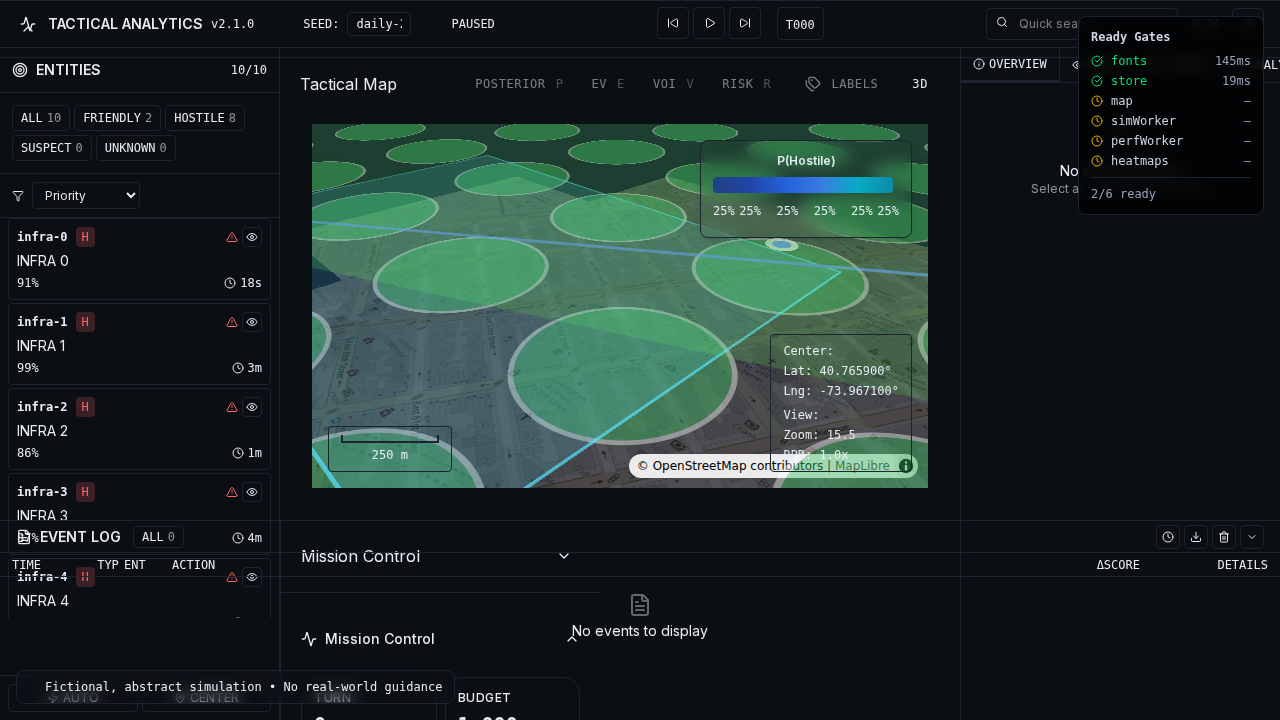 TACTICAL ANALYTICS v2.1.0
SEED:
PAUSED
T000
Quick sea
ENTITIES 10/10
ALL 10
FRIENDLY 2
HOSTILE 8
SUSPECT 0
UNKNOWN 0
Priority
infra-0 H
INFRA 0
91% 18s
infra-1 H
INFRA 1
99% 3m
infra-2 H
INFRA 2
86% 1m
infra-3 H
INFRA 3
4m
infra-4 H
INFRA 4
AUTO
CENTER
Tactical Map
POSTERIOR P
EV E
VOI V
RISK R
LABELS
3D
P(Hostile)
25% 25% 25% 25% 25% 25%
Center:
Lat: 40.765900°
Lng: -73.967100°
View:
Zoom: 15.5
DPR: 1.0x
250 m
© OpenStreetMap contributors | MapLibre
OVERVIEW
No
Select a
Ready Gates
fonts 145ms
store 19ms
map —
simWorker —
perfWorker —
heatmaps —
2/6 ready
EVENT LOG
ALL 0
TIME TYP ENT ACTION ΔSCORE DETAILS
No events to display
Mission Control
Mission Control
TURN
BUDGET
Fictional, abstract simulation • No real-world guidance